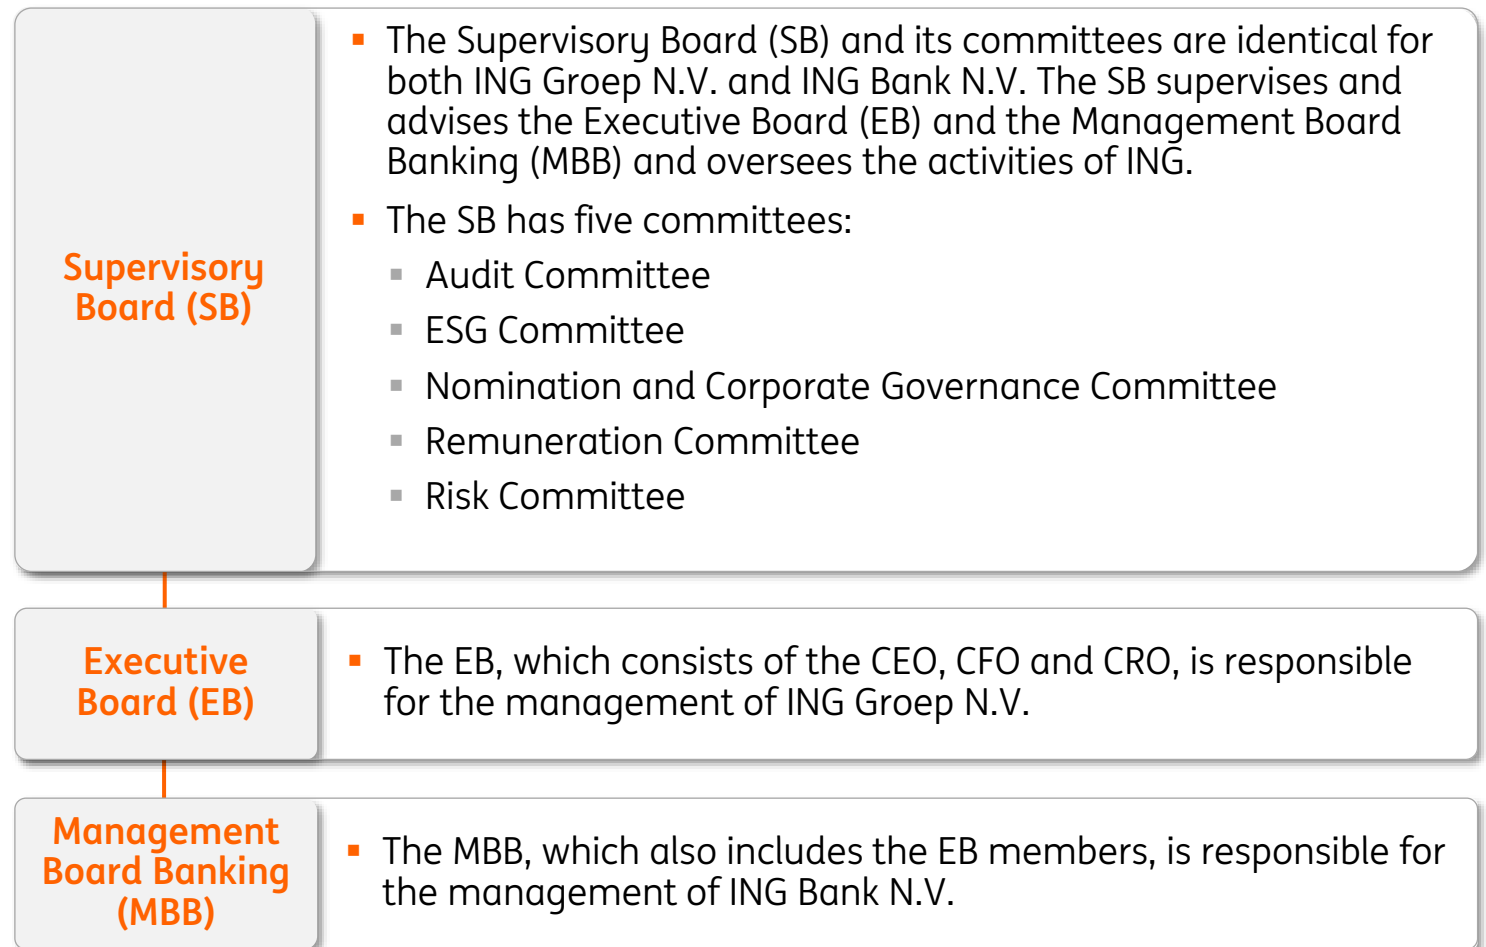 Supervisory
Board (SB)
▪ The Supervisory Board (SB) and its committees are identical for
both ING Groep N.V. and ING Bank N.V. The SB supervises and
advises the Executive Board (EB) and the Management Board
Banking (MBB) and oversees the activities of ING.
▪ The SB has five committees:
▪ Audit Committee
▪ ESG Committee
▪ Nomination and Corporate Governance Committee
▪ Remuneration Committee
▪ Risk Committee
Executive
Board (EB)
▪ The EB, which consists of the CEO, CFO and CRO, is responsible
for the management of ING Groep N.V.
Management
Board Banking
(MBB)
▪ The MBB, which also includes the EB members, is responsible for
the management of ING Bank N.V.